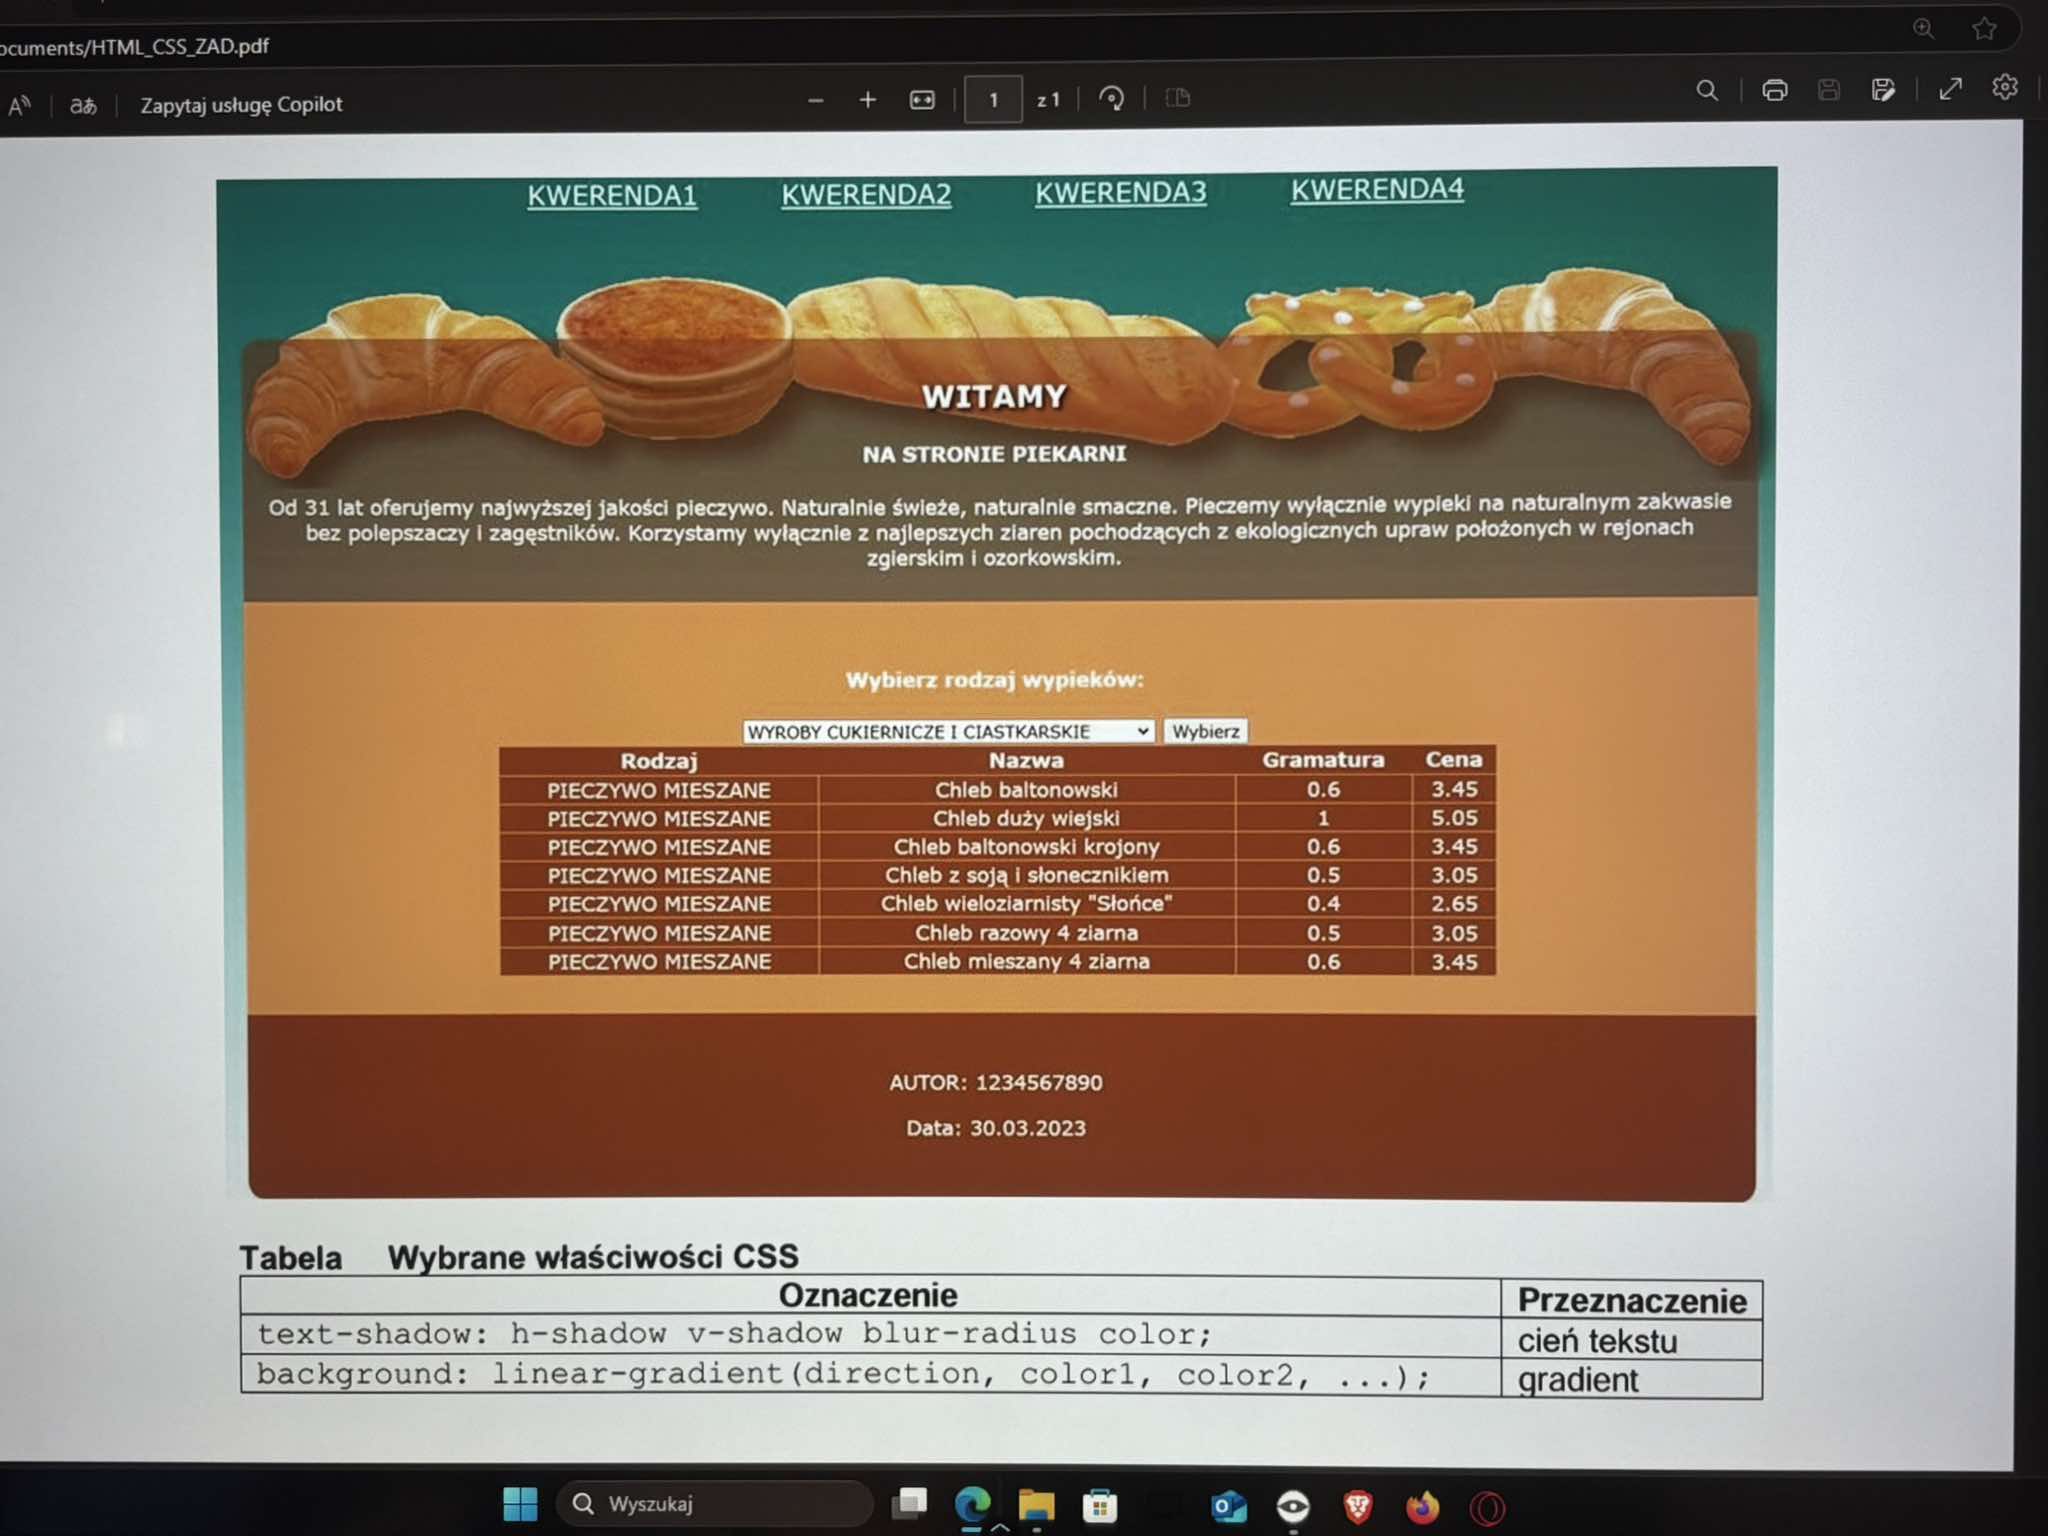 ocuments/HTML_CSS_ZAD.pdf
A aあ Zapytaj usługę Copilot 1 z 1
KWERENDA1 KWERENDA2 KWERENDA3 KWERENDA4
WITAMY
NA STRONIE PIEKARNI
Od 31 lat oferujemy najwyższej jakości pieczywo. Naturalnie świeże, naturalnie smaczne. Pieczemy wyłącznie wypieki na naturalnym zakwasie
bez polepszaczy i zagęstników. Korzystamy wyłącznie z najlepszych ziaren pochodzących z ekologicznych upraw położonych w rejonach
zgierskim i ozorkowskim.
Wybierz rodzaj wypieków:
WYROBY CUKIERNICZE I CIASTKARSKIE Wybierz
Rodzaj Nazwa Gramatura Cena
PIECZYWO MIESZANE Chleb baltonowski 0.6 3.45
PIECZYWO MIESZANE Chleb duży wiejski 1 5.05
PIECZYWO MIESZANE Chleb baltonowski krojony 0.6 3.45
PIECZYWO MIESZANE Chleb z soją i słonecznikiem 0.5 3.05
PIECZYWO MIESZANE Chleb wieloziarnisty "Słońce" 0.4 2.65
PIECZYWO MIESZANE Chleb razowy 4 ziarna 0.5 3.05
PIECZYWO MIESZANE Chleb mieszany 4 ziarna 0.6 3.45
AUTOR: 1234567890
Data: 30.03.2023
Tabela Wybrane właściwości CSS
Oznaczenie Przeznaczenie
text-shadow: h-shadow v-shadow blur-radius color; cień tekstu
background: linear-gradient(direction, color1, color2, ...); gradient
Wyszukaj